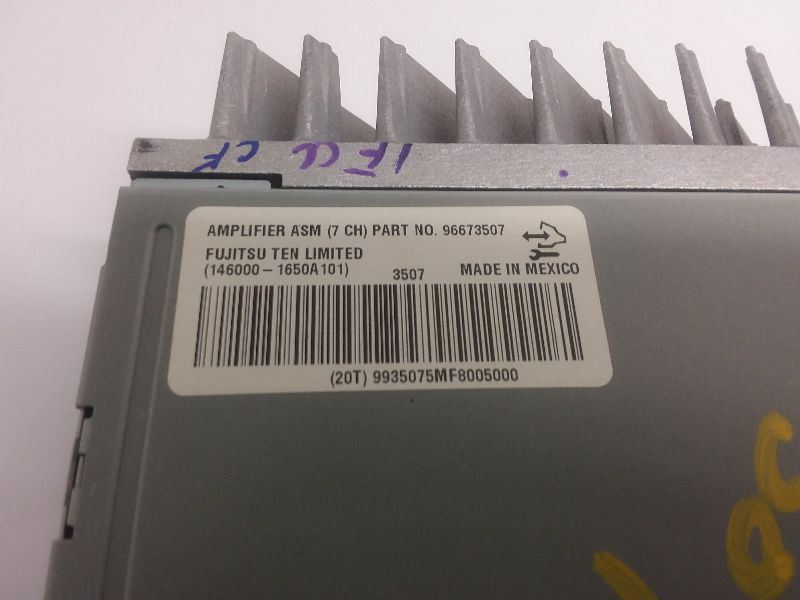 AMPLIFIER ASM (7 CH) PART NO. 96673507
FUJITSU TEN LIMITED
(146000-1650A101) 3507 MADE IN MEXICO
(20T) 9935075MF8005000